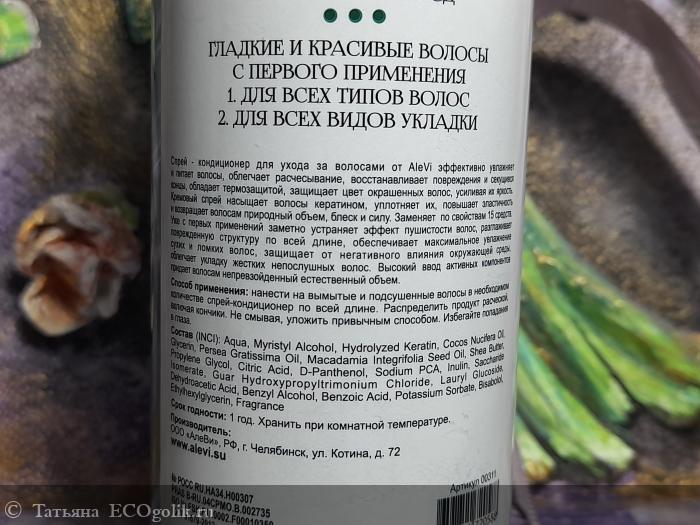 ГЛАДКИЕ И КРАСИВЫЕ ВОЛОСЫ
С ПЕРВОГО ПРИМЕНЕНИЯ
1. ДЛЯ ВСЕХ ТИПОВ ВОЛОС
2. ДЛЯ ВСЕХ ВИДОВ УКЛАДКИ
Спрей - кондиционер для ухода за волосами от AleVi эффективно увлажняет
и питает волосы, облегчает расчесывание, восстанавливает повреждения и секущиеся
концы, обладает термозащитой, защищает цвет окрашенных волос, усиливая их яркость.
Кремовый спрей насыщает волосы кератином, уплотняет их, повышает эластичность
и возвращает волосам природный объем, блеск и силу. Заменяет по свойствам 15 средств.
Уже с первых применений заметно устраняет эффект пушистости волос, разглаживает
поврежденную структуру по всей длине, обеспечивает максимальное увлажнение
сухих и ломких волос, защищает от негативного влияния окружающей среды,
облегчает укладку жестких непослушных волос. Высокий ввод активных компонентов
придает волосам непревзойденный естественный объем.
Способ применения: нанести на вымытые и подсушенные волосы в необходимом
количестве спрей-кондиционер по всей длине. Распределить продукт расческой,
включая кончики. Не смывая, уложить привычным способом. Избегайте попадания
в глаза.
Состав (INCI): Aqua, Myristyl Alcohol, Hydrolyzed Keratin, Cocos Nucifera Oil,
Glycerin, Persea Gratissima Oil, Macadamia Integrifolia Seed Oil, Shea Butter,
Propylene Glycol, Citric Acid, D-Panthenol, Sodium PCA, Inulin, Saccharide
Isomerate, Guar Hydroxypropyltrimonium Chloride, Lauryl Glucoside,
Dehydroacetic Acid, Benzyl Alcohol, Benzoic Acid, Potassium Sorbate, Bisabolol,
Ethylhexylglycerin, Fragrance
Срок годности: 1 год. Хранить при комнатной температуре.
Производитель:
ООО «АлеВи», РФ, г. Челябинск, ул. Котина, д. 72
www.alevi.su
№ РОСС RU.НА34.Н00307
B-RU.04СРМО.В.002735
Артикул 00311
Татьяна ECOgolik.ru